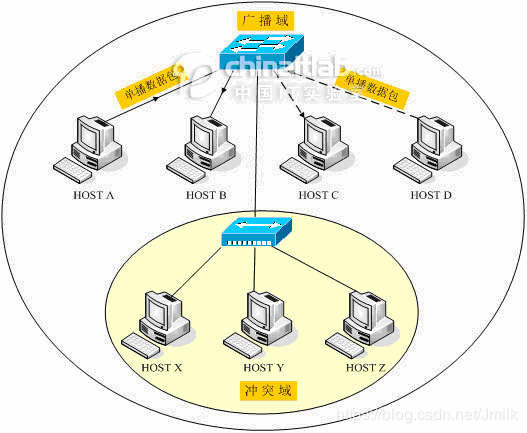 广播域
chinaitlab.com
中国IT实验室
单播数据包
单播数据包
HOST A
HOST B
HOST C
HOST D
HOST X
HOST Y
HOST Z
冲突域
https://blog.csdn.net/Jmilk